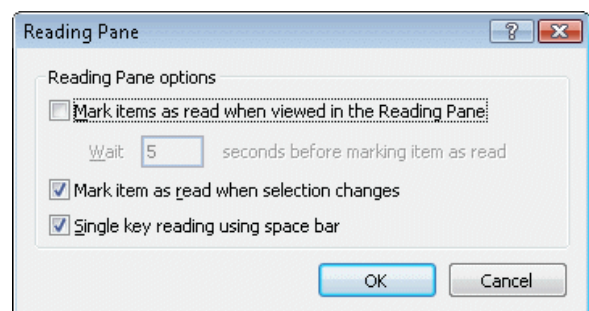 Reading Pane
Reading Pane options
Mark items as read when viewed in the Reading Pane
Wait 5 seconds before marking item as read
Mark item as read when selection changes
Single key reading using space bar
OK Cancel